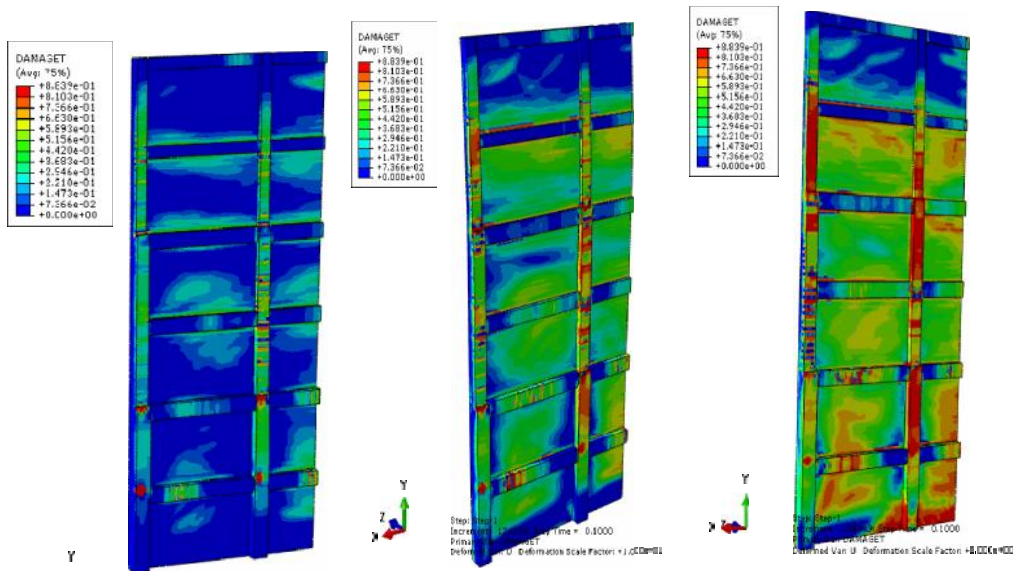 DAMAGET
(Avg: 75%)
+8.839e-01
+8.103e-01
+7.366e-01
+6.630e-01
+5.893e-01
+5.156e-01
+4.420e-01
+3.683e-01
+2.946e-01
+2.210e-01
+1.473e-01
+7.366e-02
+0.000e+00
Y
DAMAGET
(Avg: 75%)
+8.839e-01
+8.103e-01
+7.366e-01
+6.630e-01
+5.893e-01
+5.156e-01
+4.420e-01
+3.683e-01
+2.946e-01
+2.210e-01
+1.473e-01
+7.366e-02
+0.000e+00
Y
Z
X
Step: Step-1
Time = 0.1000
Deformation Scale Factor:
DAMAGET
(Avg: 75%)
+8.839e-01
+8.103e-01
+7.366e-01
+6.630e-01
+5.893e-01
+5.156e-01
+4.420e-01
+3.683e-01
+2.946e-01
+2.210e-01
+1.473e-01
+7.366e-02
+0.000e+00
Y
X
Step: Step-1
Step Time = 0.1000
DAMAGET
Deformed Var: U Deformation Scale Factor: